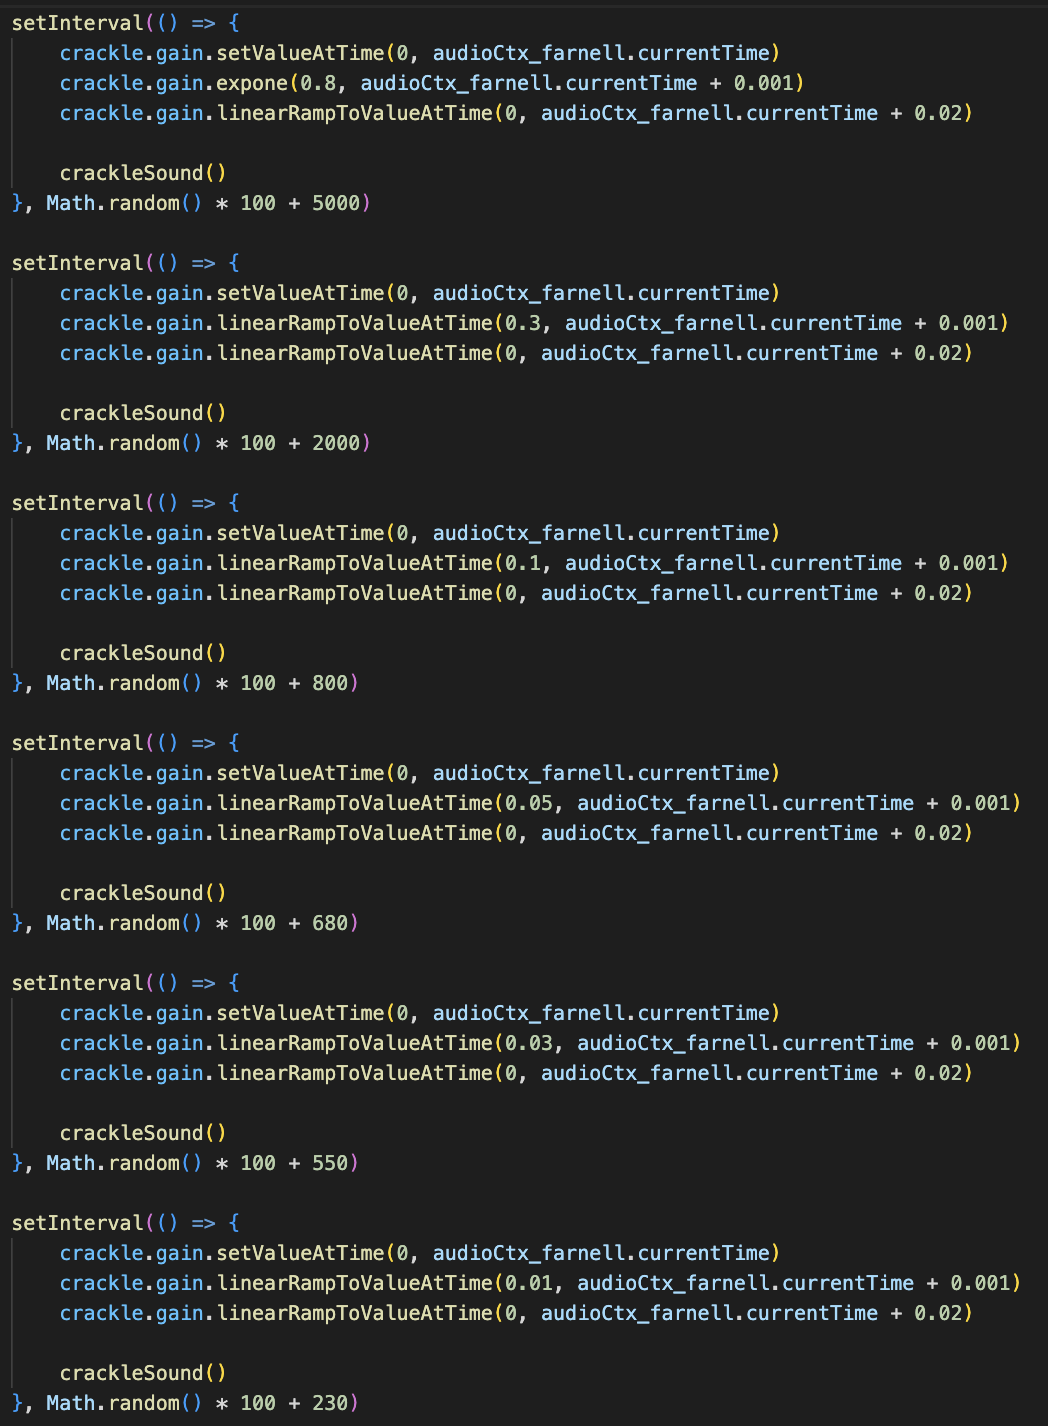 setInterval(() => {
    crackle.gain.setValueAtTime(0, audioCtx_farnell.currentTime)
    crackle.gain.expone(0.8, audioCtx_farnell.currentTime + 0.001)
    crackle.gain.linearRampToValueAtTime(0, audioCtx_farnell.currentTime + 0.02)

    crackleSound()
}, Math.random() * 100 + 5000)

setInterval(() => {
    crackle.gain.setValueAtTime(0, audioCtx_farnell.currentTime)
    crackle.gain.linearRampToValueAtTime(0.3, audioCtx_farnell.currentTime + 0.001)
    crackle.gain.linearRampToValueAtTime(0, audioCtx_farnell.currentTime + 0.02)

    crackleSound()
}, Math.random() * 100 + 2000)

setInterval(() => {
    crackle.gain.setValueAtTime(0, audioCtx_farnell.currentTime)
    crackle.gain.linearRampToValueAtTime(0.1, audioCtx_farnell.currentTime + 0.001)
    crackle.gain.linearRampToValueAtTime(0, audioCtx_farnell.currentTime + 0.02)

    crackleSound()
}, Math.random() * 100 + 800)

setInterval(() => {
    crackle.gain.setValueAtTime(0, audioCtx_farnell.currentTime)
    crackle.gain.linearRampToValueAtTime(0.05, audioCtx_farnell.currentTime + 0.001)
    crackle.gain.linearRampToValueAtTime(0, audioCtx_farnell.currentTime + 0.02)

    crackleSound()
}, Math.random() * 100 + 680)

setInterval(() => {
    crackle.gain.setValueAtTime(0, audioCtx_farnell.currentTime)
    crackle.gain.linearRampToValueAtTime(0.03, audioCtx_farnell.currentTime + 0.001)
    crackle.gain.linearRampToValueAtTime(0, audioCtx_farnell.currentTime + 0.02)

    crackleSound()
}, Math.random() * 100 + 550)

setInterval(() => {
    crackle.gain.setValueAtTime(0, audioCtx_farnell.currentTime)
    crackle.gain.linearRampToValueAtTime(0.01, audioCtx_farnell.currentTime + 0.001)
    crackle.gain.linearRampToValueAtTime(0, audioCtx_farnell.currentTime + 0.02)

    crackleSound()
}, Math.random() * 100 + 230)